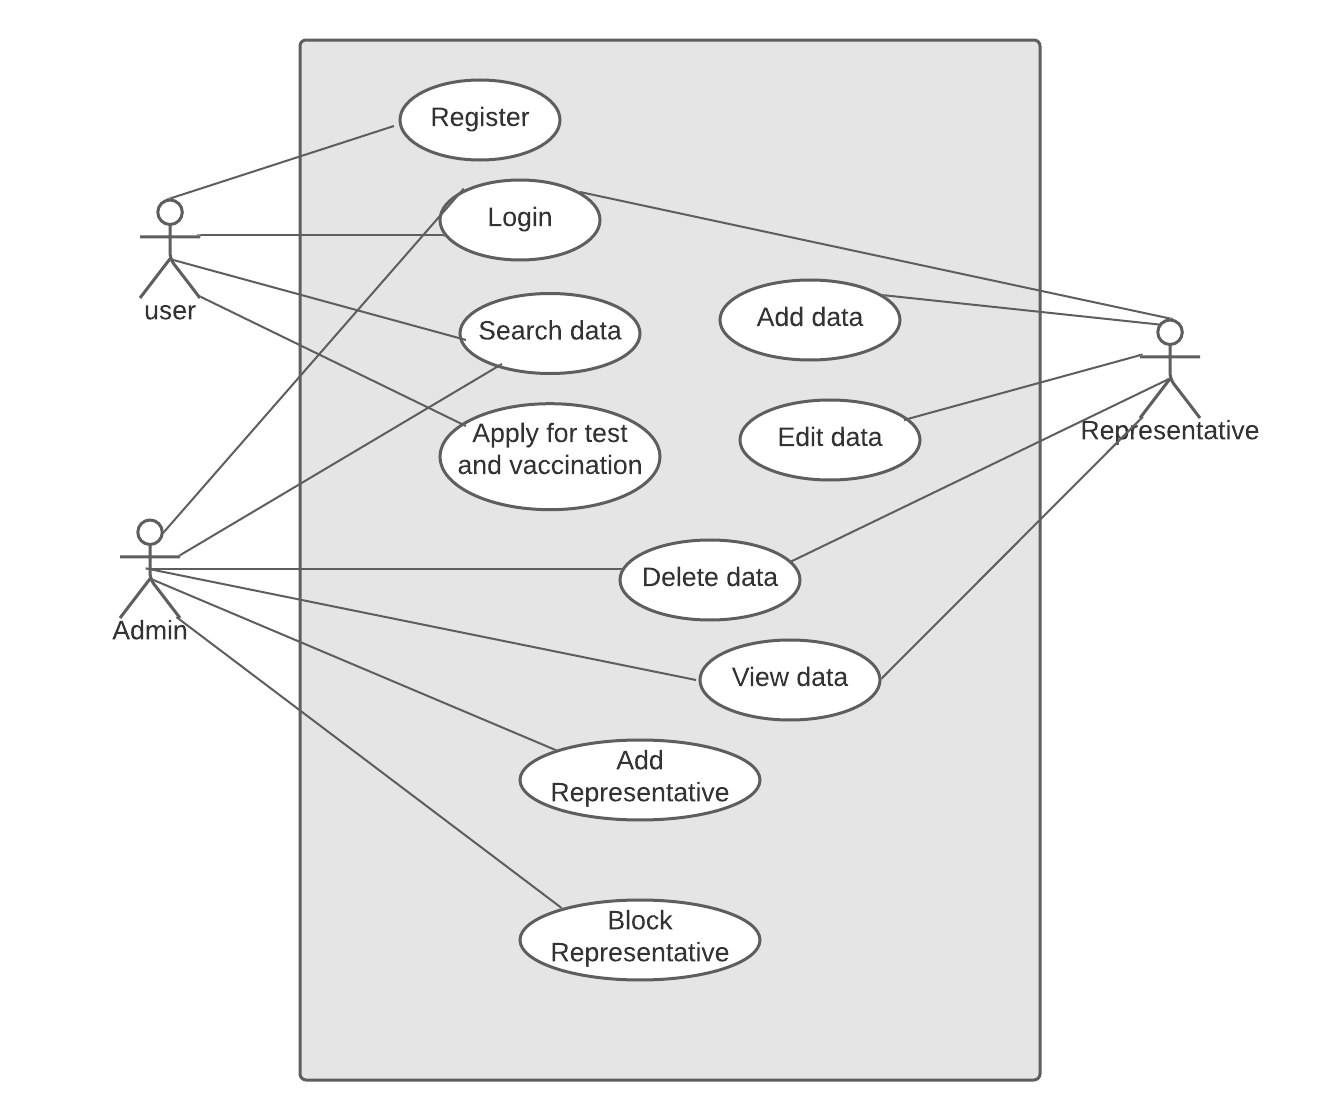 Register
Login
user
Search data
Add data
Apply for test
and vaccination
Edit data
Representative
Delete data
Admin
View data
Add
Representative
Block
Representative